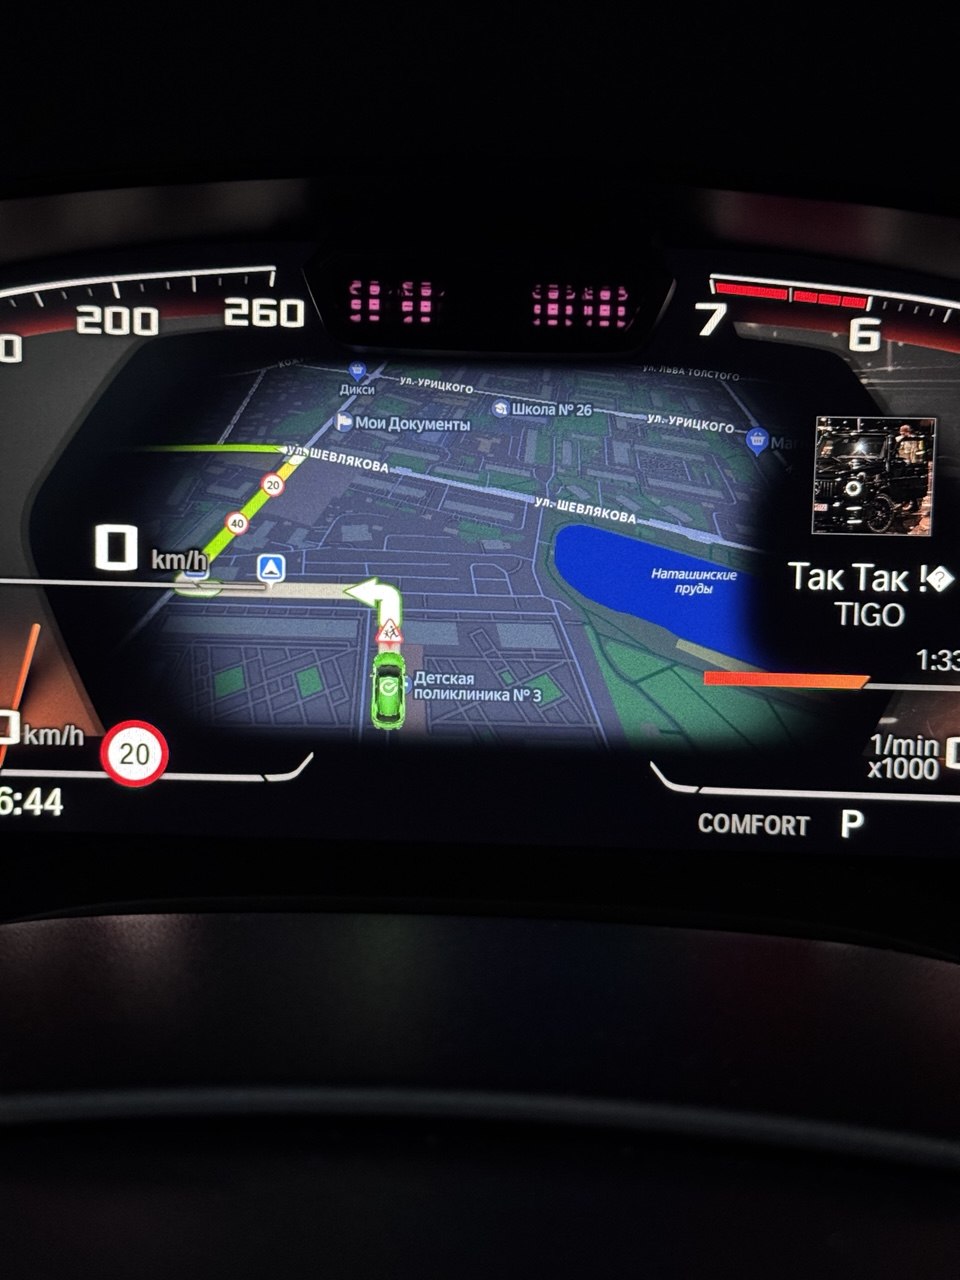 200
260
7
6
Дикси
ул. УРИЦКОГО
ул. ЛЬВА ТОЛСТОГО
Школа № 26
Мои Документы
ул. УРИЦКОГО
ул. ШЕВЛЯКОВА
20
ул. ШЕВЛЯКОВА
40
0 km/h
Наташинские
пруды
Так Так !
TIGO
1:33
Детская
поликлиника № 3
km/h
20
1/min
x1000
6:44
COMFORT P